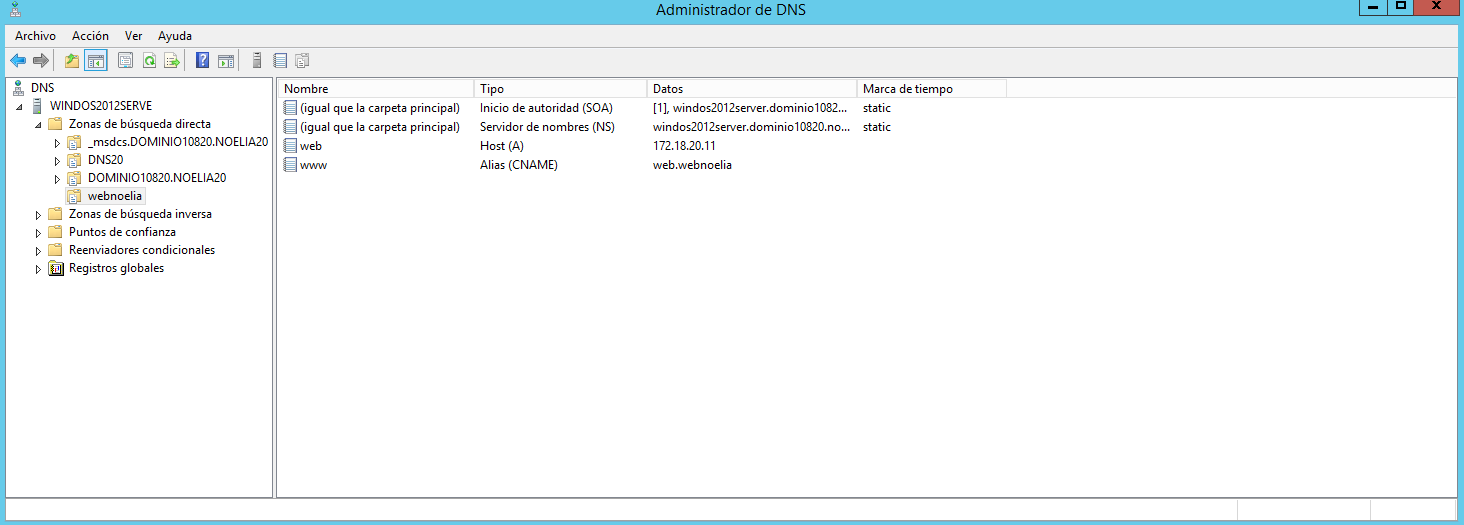 Administrador de DNS
Archivo Acción Ver Ayuda
DNS
WINDOS2012SERVE
Zonas de búsqueda directa
_msdcs.DOMINIO10820.NOELIA20
DNS20
DOMINIO10820.NOELIA20
webnoelia
Zonas de búsqueda inversa
Puntos de confianza
Reenviadores condicionales
Registros globales
Nombre Tipo Datos Marca de tiempo
(igual que la carpeta principal) Inicio de autoridad (SOA) [1], windos2012server.dominio1082... static
(igual que la carpeta principal) Servidor de nombres (NS) windos2012server.dominio10820.no... static
web Host (A) 172.18.20.11
www Alias (CNAME) web.webnoelia